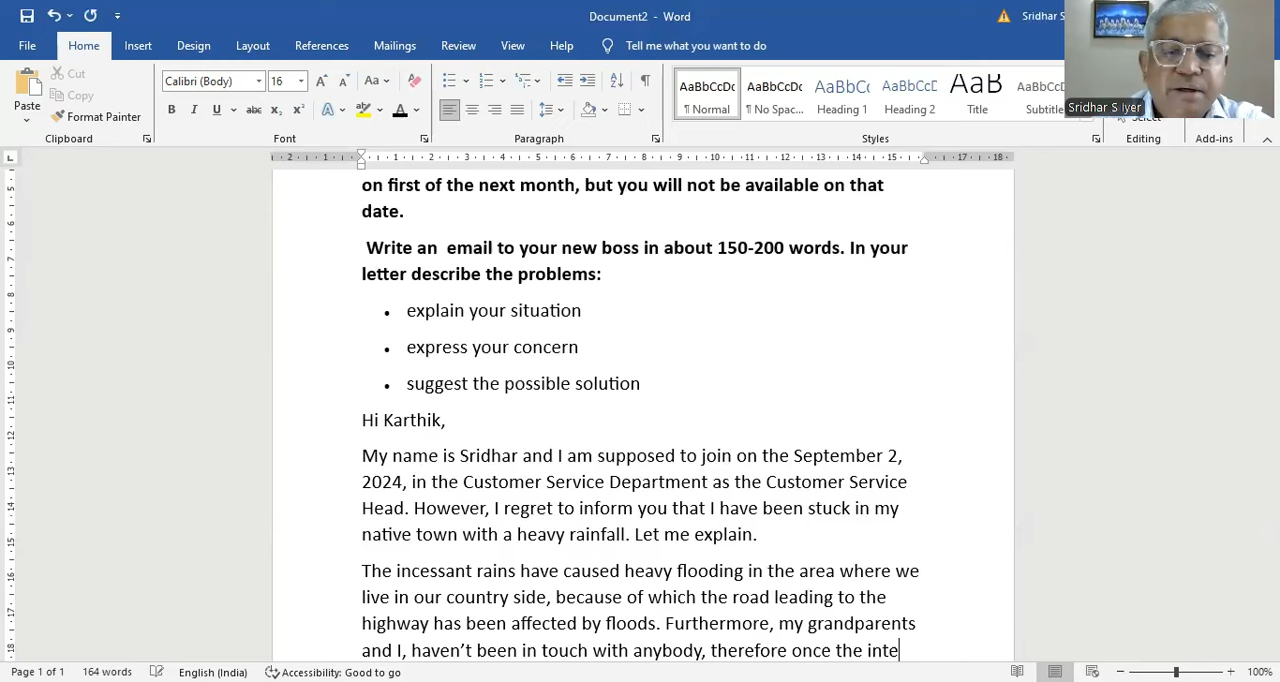 Document2 - Word
Sridhar S
File Home Insert Design Layout References Mailings Review View Help Tell me what you want to do
Paste
Cut
Copy
Format Painter
Clipboard
Calibri (Body) 16
Font
Paragraph
AaBbCcDc AaBbCcDc AaBbCc AaBbCcD AaB AaBbCcD
¶ Normal ¶ No Spac... Heading 1 Heading 2 Title Subtitle
Styles
Sridhar S Iyer
Select
Editing
Add-ins
on first of the next month, but you will not be available on that
date.
Write an email to your new boss in about 150-200 words. In your
letter describe the problems:
• explain your situation
• express your concern
• suggest the possible solution
Hi Karthik,
My name is Sridhar and I am supposed to join on the September 2,
2024, in the Customer Service Department as the Customer Service
Head. However, I regret to inform you that I have been stuck in my
native town with a heavy rainfall. Let me explain.
The incessant rains have caused heavy flooding in the area where we
live in our country side, because of which the road leading to the
highway has been affected by floods. Furthermore, my grandparents
and I, haven’t been in touch with anybody, therefore once the inte
Page 1 of 1 164 words English (India) Accessibility: Good to go 100%